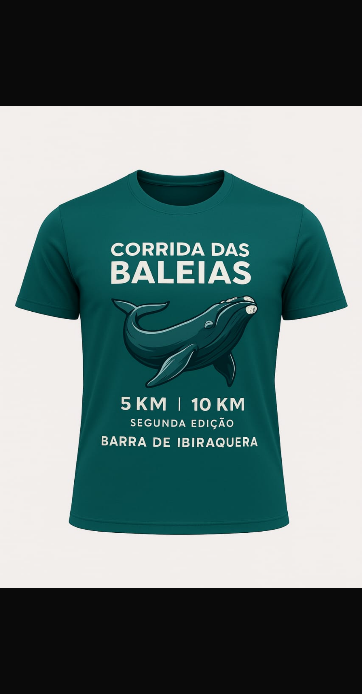 CORRIDA DAS
BALEIAS
5 KM | 10 KM
SEGUNDA EDIÇÃO
BARRA DE IBIRAQUERA